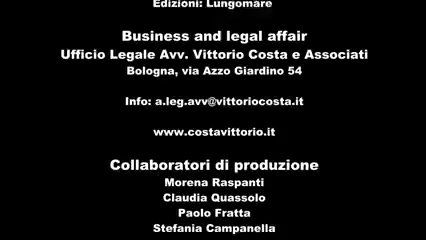 Edizioni: Lungomare
Business and legal affair
Ufficio Legale Avv. Vittorio Costa e Associati
Bologna, via Azzo Giardino 54
Info: a.leg.avv@vittoriocosta.it
www.costavittorio.it
Collaboratori di produzione
Morena Raspanti
Claudia Quassolo
Paolo Fratta
Stefania Campanella